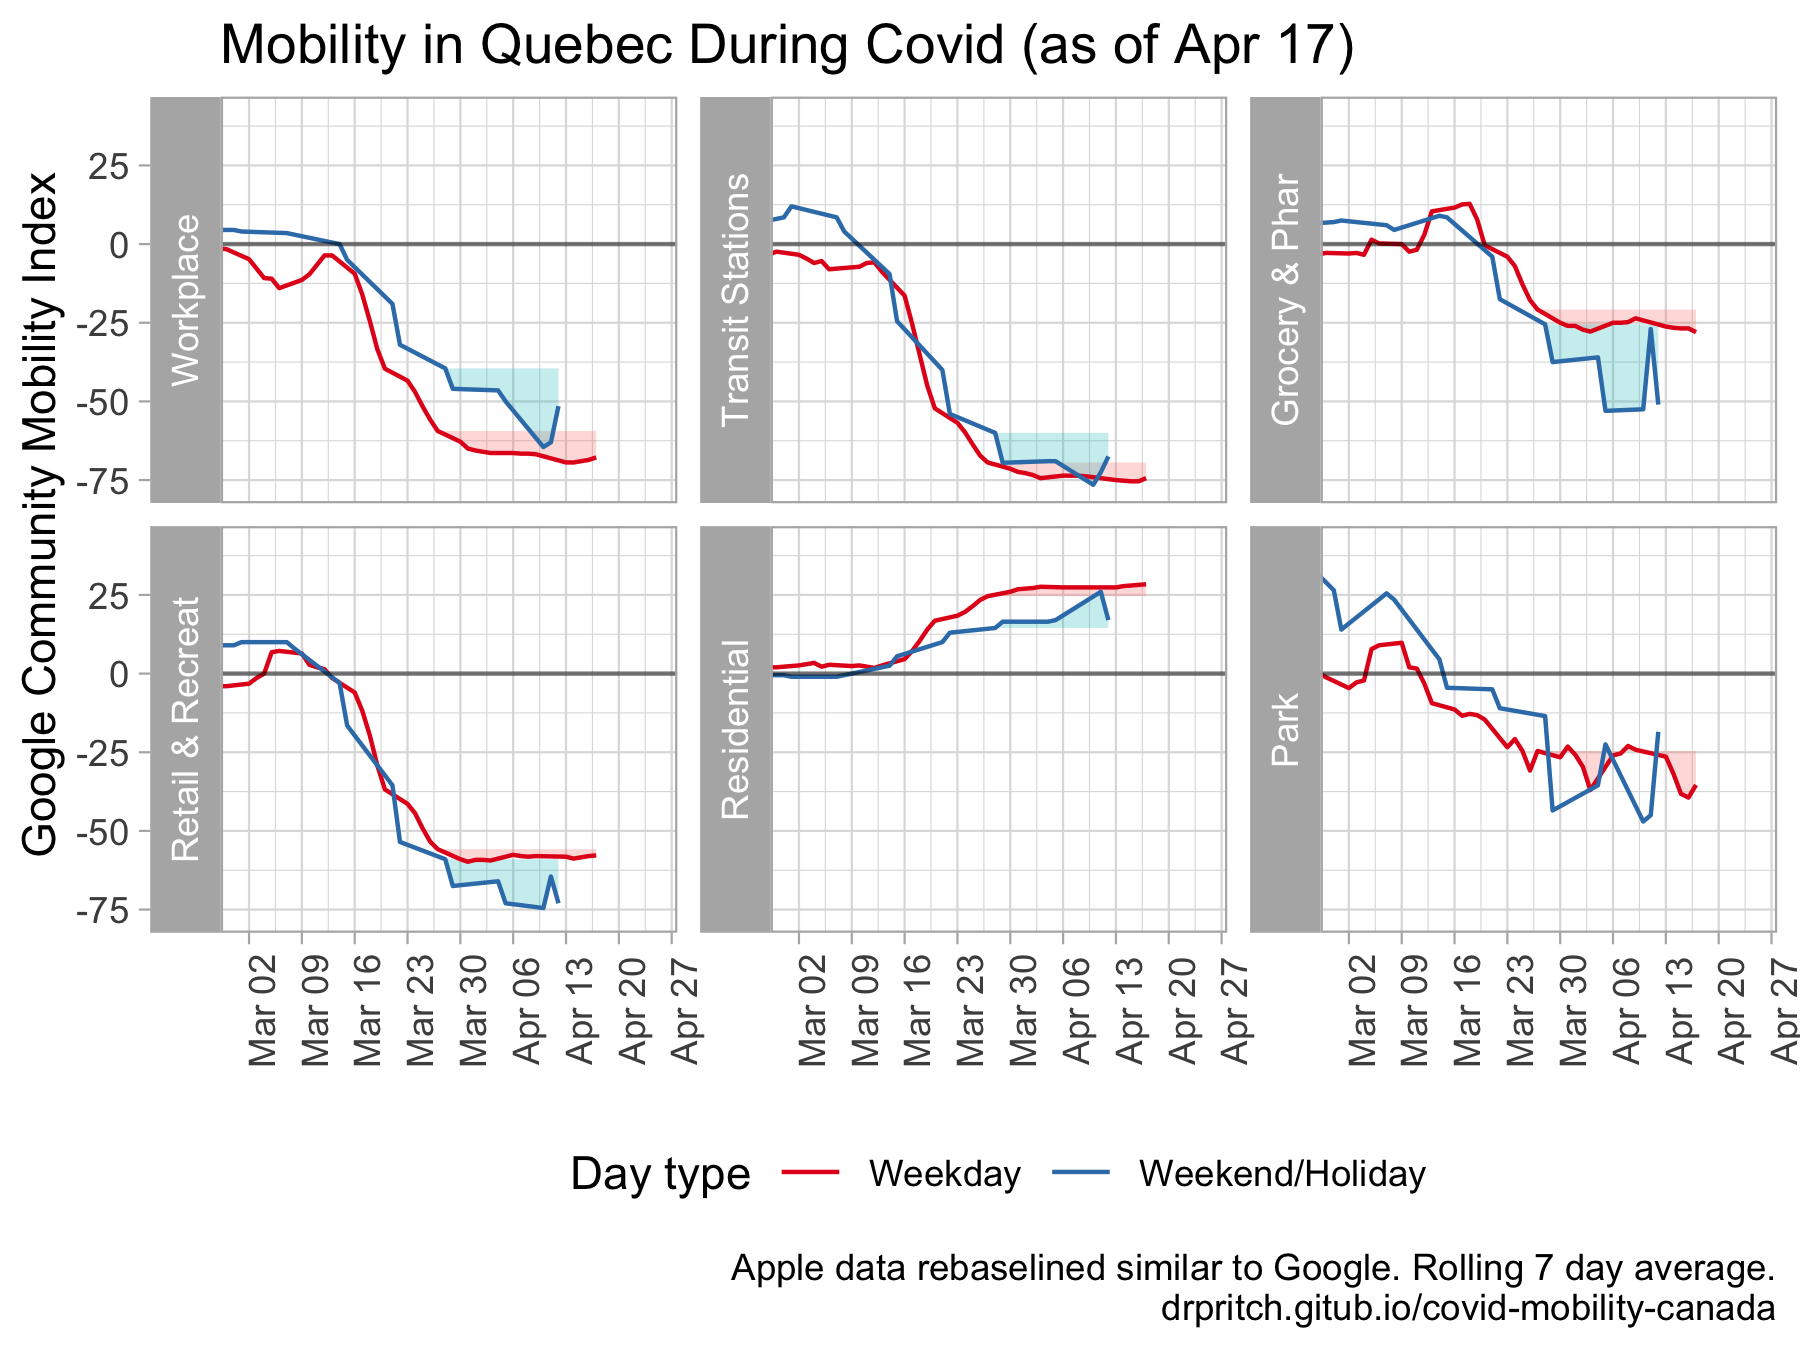 Mobility in Quebec During Covid (as of Apr 17)
Google Community Mobility Index
Workplace
Transit Stations
Grocery & Phar
25
0
-25
-50
-75
Retail & Recreat
Residential
Park
25
0
-25
-50
-75
Mar 02
Mar 09
Mar 16
Mar 23
Mar 30
Apr 06
Apr 13
Apr 20
Apr 27
Mar 02
Mar 09
Mar 16
Mar 23
Mar 30
Apr 06
Apr 13
Apr 20
Apr 27
Mar 02
Mar 09
Mar 16
Mar 23
Mar 30
Apr 06
Apr 13
Apr 20
Apr 27
Day type Weekday Weekend/Holiday
Apple data rebaselined similar to Google. Rolling 7 day average.
drpritch.gitub.io/covid-mobility-canada